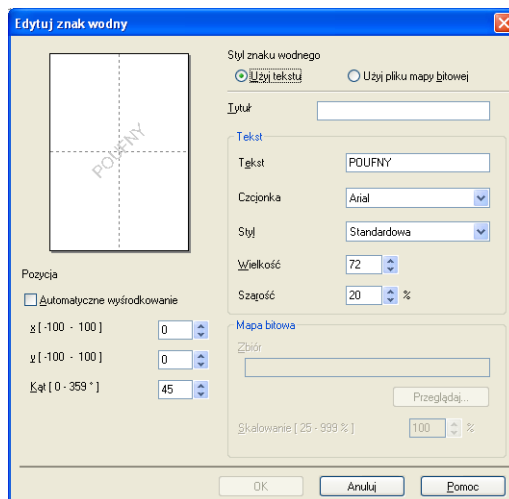 Edytuj znak wodny
POUFNY
Pozycja
Automatyczne wyśrodkowanie
x [ -100 - 100 ] 0
y [ -100 - 100 ] 0
Kąt [ 0 - 359 ° ] 45
Styl znaku wodnego
Użyj tekstu Użyj pliku mapy bitowej
Tytuł
Tekst
Tekst POUFNY
Czcjonka Arial
Styl Standardowa
Wielkość 72
Szarość 20 %
Mapa bitowa
Zbiór
Przeglądaj...
Skalowanie [ 25 - 999 % ] 100 %
OK Anuluj Pomoc